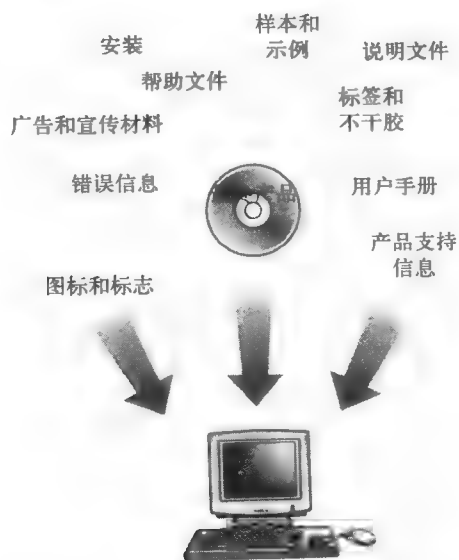 样本和
示例
安装
说明文件
帮助文件
标签和
不干胶
广告和宣传材料
错误信息
产品
用户手册
产品支持
信息
图标和标志